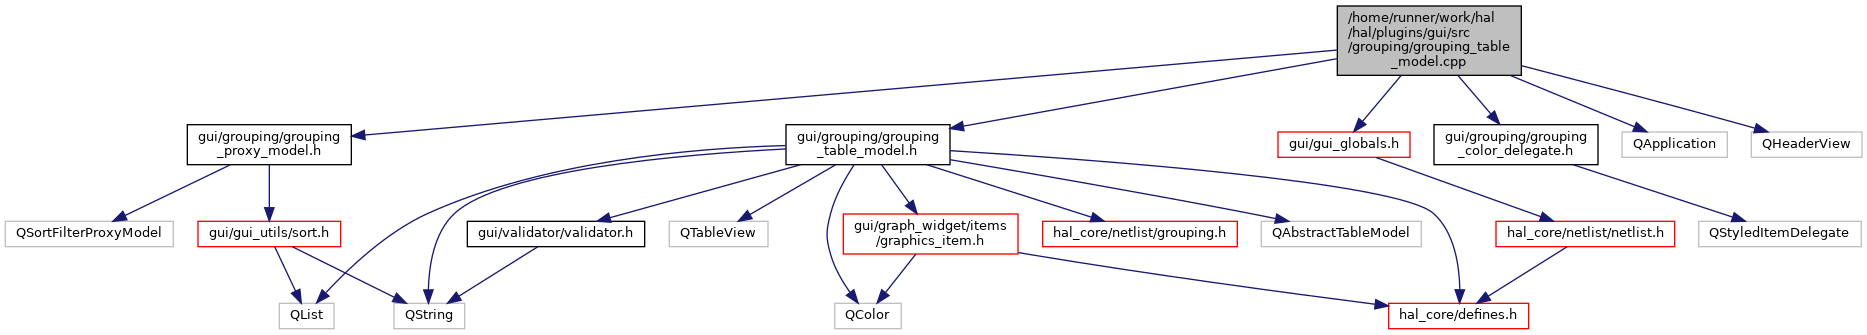 /home/runner/work/hal
/hal/plugins/gui/src
/grouping/grouping_table
_model.cpp
gui/grouping/grouping
_proxy_model.h
gui/grouping/grouping
_table_model.h
gui/gui_globals.h
gui/grouping/grouping
_color_delegate.h
QApplication
QHeaderView
QSortFilterProxyModel
gui/gui_utils/sort.h
gui/validator/validator.h
QTableView
gui/graph_widget/items
/graphics_item.h
hal_core/netlist/grouping.h
QAbstractTableModel
hal_core/netlist/netlist.h
QStyledItemDelegate
QList
QString
QColor
hal_core/defines.h